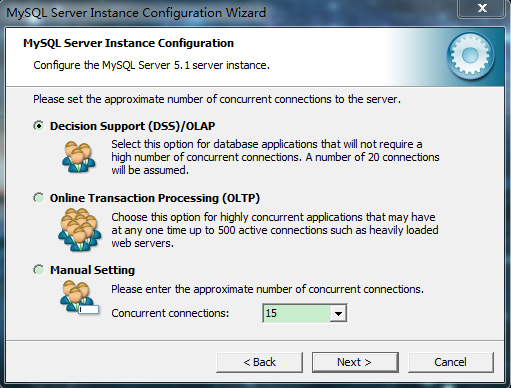 MySQL Server Instance Configuration Wizard
MySQL Server Instance Configuration
Configure the MySQL Server 5.1 server instance.
Please set the approximate number of concurrent connections to the server.
Decision Support (DSS)/OLAP
Select this option for database applications that will not require a
high number of concurrent connections. A number of 20 connections
will be assumed.
Online Transaction Processing (OLTP)
Choose this option for highly concurrent applications that may have
at any one time up to 500 active connections such as heavily loaded
web servers.
Manual Setting
Please enter the approximate number of concurrent connections.
Concurrent connections: 15
< Back Next > Cancel